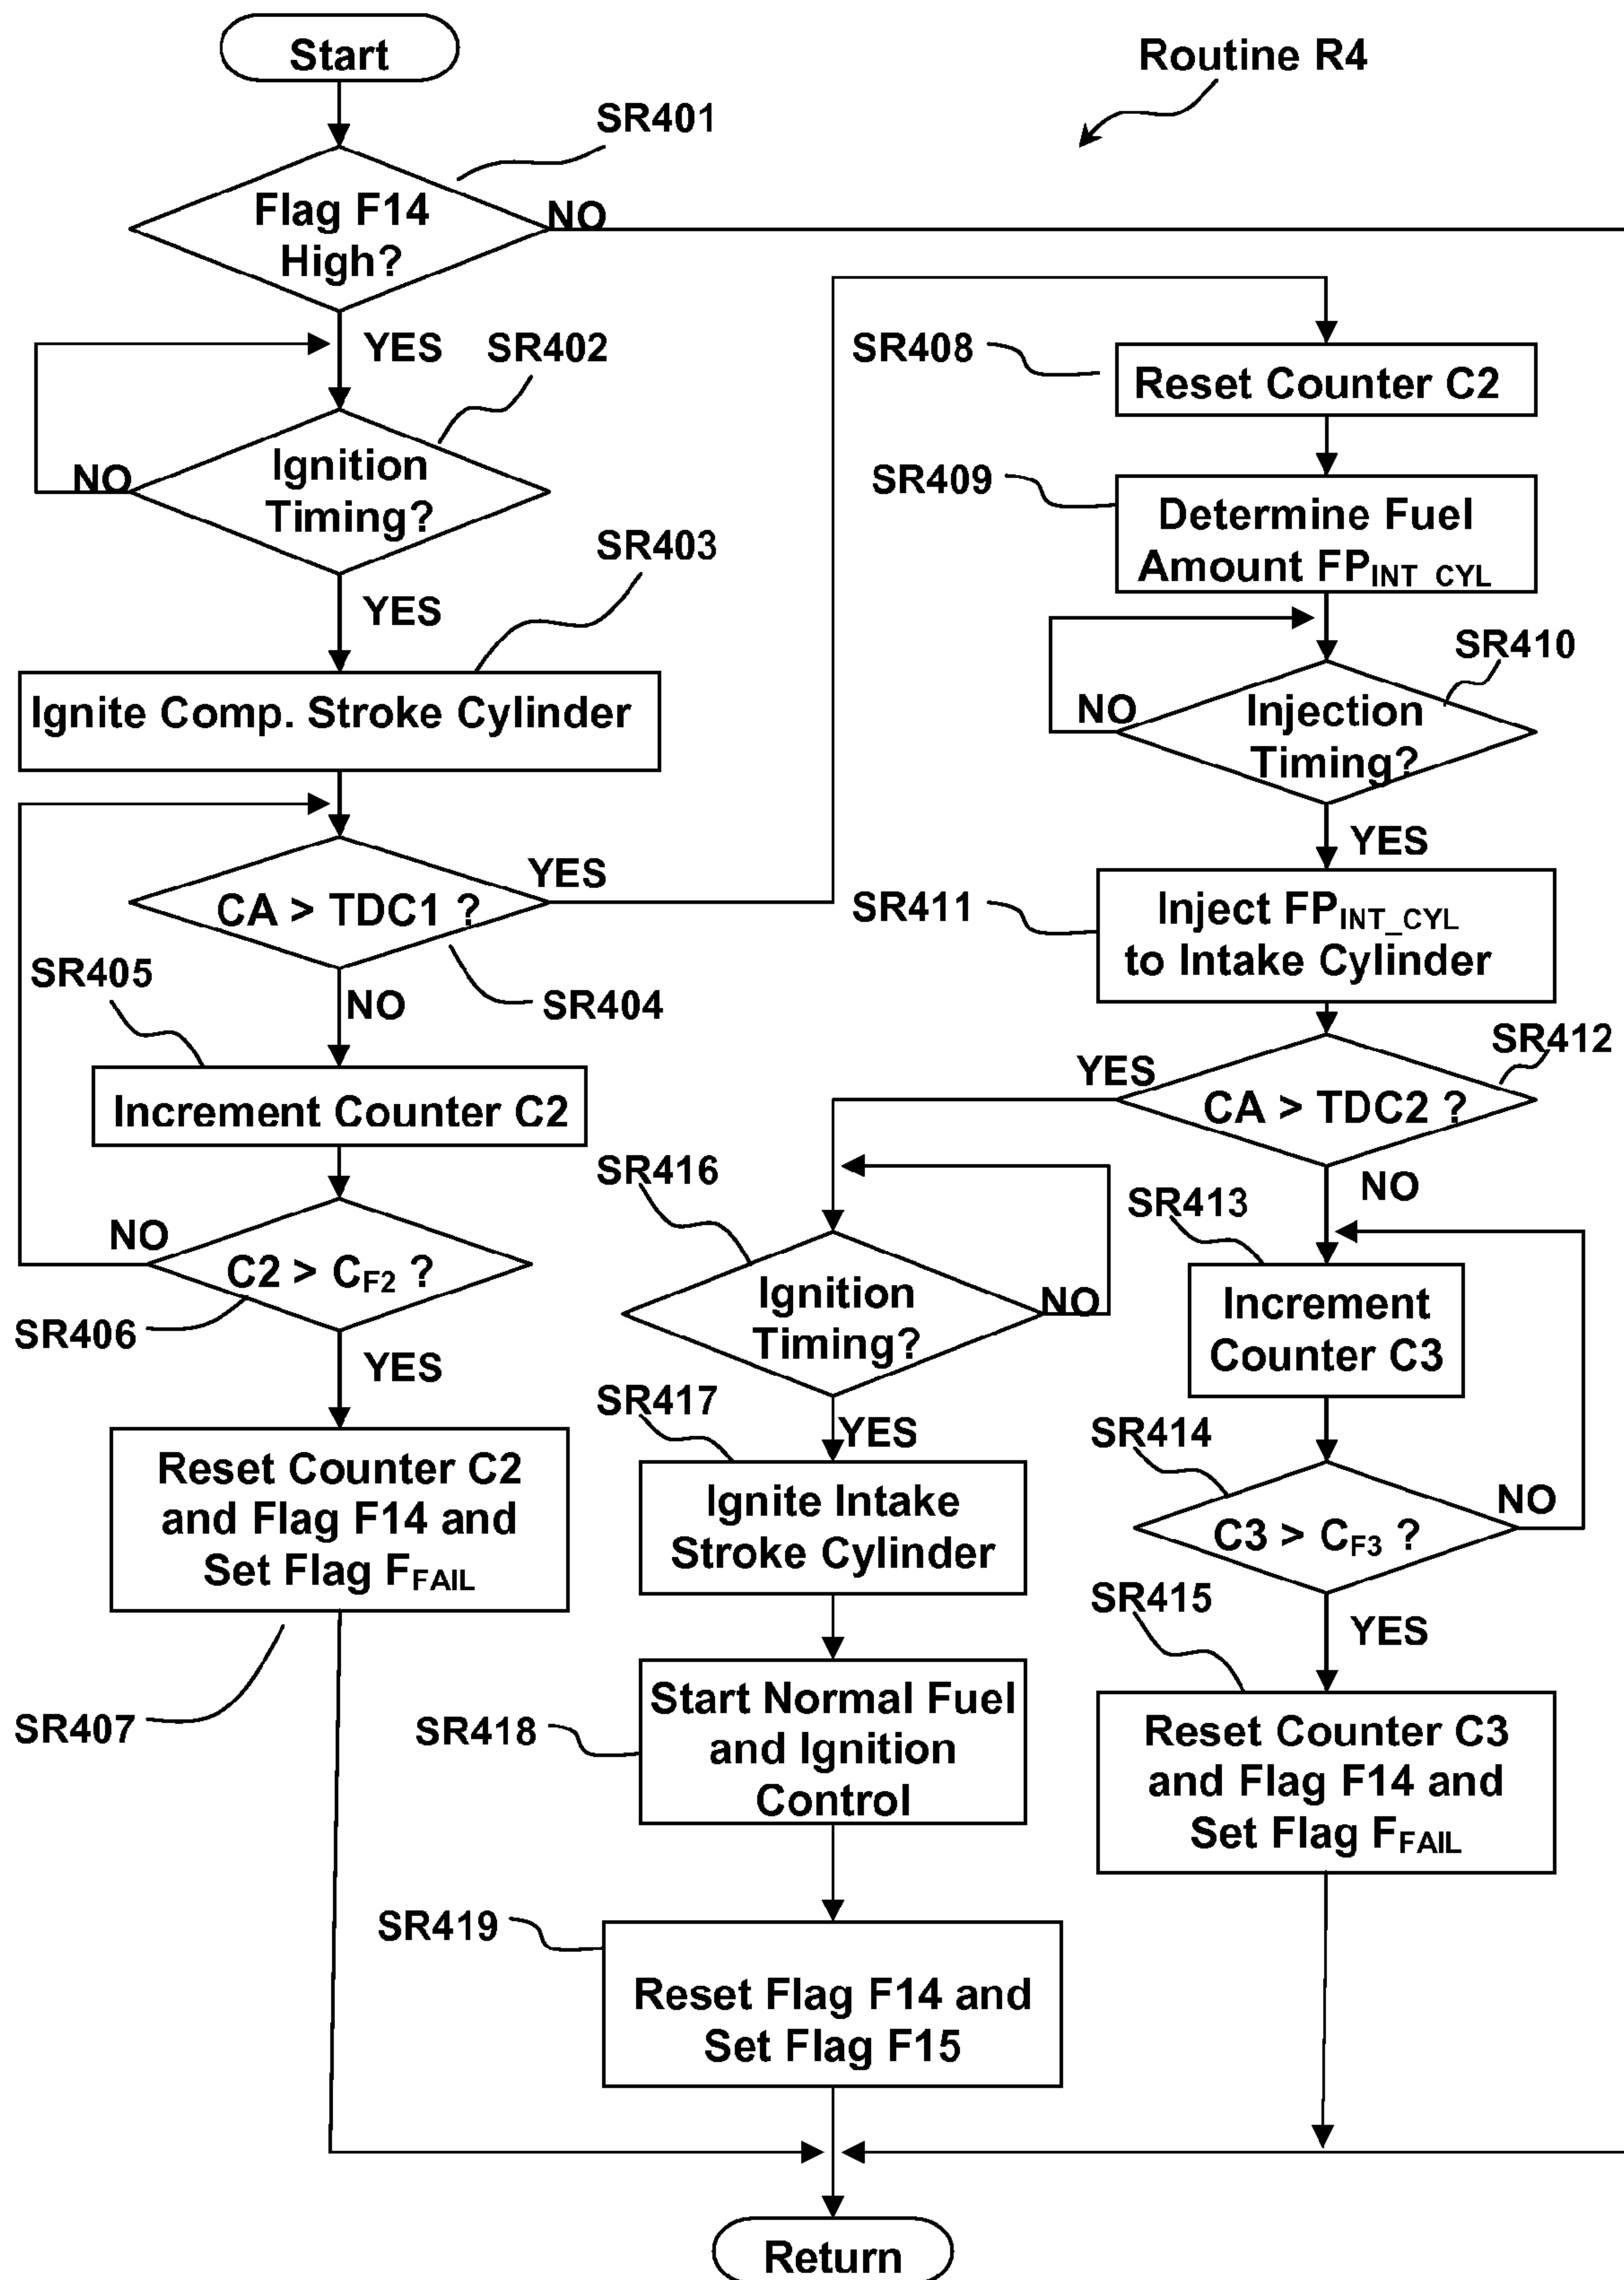 Start
Routine R4
SR401
Flag F14
High?
NO
YES
SR402
Ignition
Timing?
NO
YES
SR403
Ignite Comp. Stroke Cylinder
CA > TDC1 ?
YES
SR404
NO
SR405
Increment Counter C2
C2 > CF2 ?
NO
SR406
YES
Reset Counter C2
and Flag F14 and
Set Flag FFAIL
SR407
SR408
Reset Counter C2
SR409
Determine Fuel
Amount FPINT_CYL
SR410
Injection
Timing?
NO
YES
SR411
Inject FPINT_CYL
to Intake Cylinder
SR412
CA > TDC2 ?
YES
NO
SR413
Increment
Counter C3
SR414
C3 > CF3 ?
NO
YES
SR415
Reset Counter C3
and Flag F14 and
Set Flag FFAIL
SR416
Ignition
Timing?
NO
YES
SR417
Ignite Intake
Stroke Cylinder
SR418
Start Normal Fuel
and Ignition
Control
SR419
Reset Flag F14 and
Set Flag F15
Return